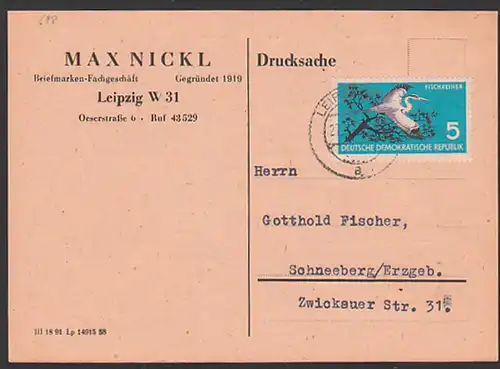 MAX NICKL
Briefmarken-Fachgeschäft Gegründet 1919
Leipzig W 31
Oeserstraße 6 · Ruf 43529
Drucksache
FISCHREIHER
5
DEUTSCHE DEMOKRATISCHE REPUBLIK
a
Herrn
Gotthold Fischer,
Schneeberg/Erzgeb.
Zwickauer Str. 31.
III 18 91 Lp 14915 58